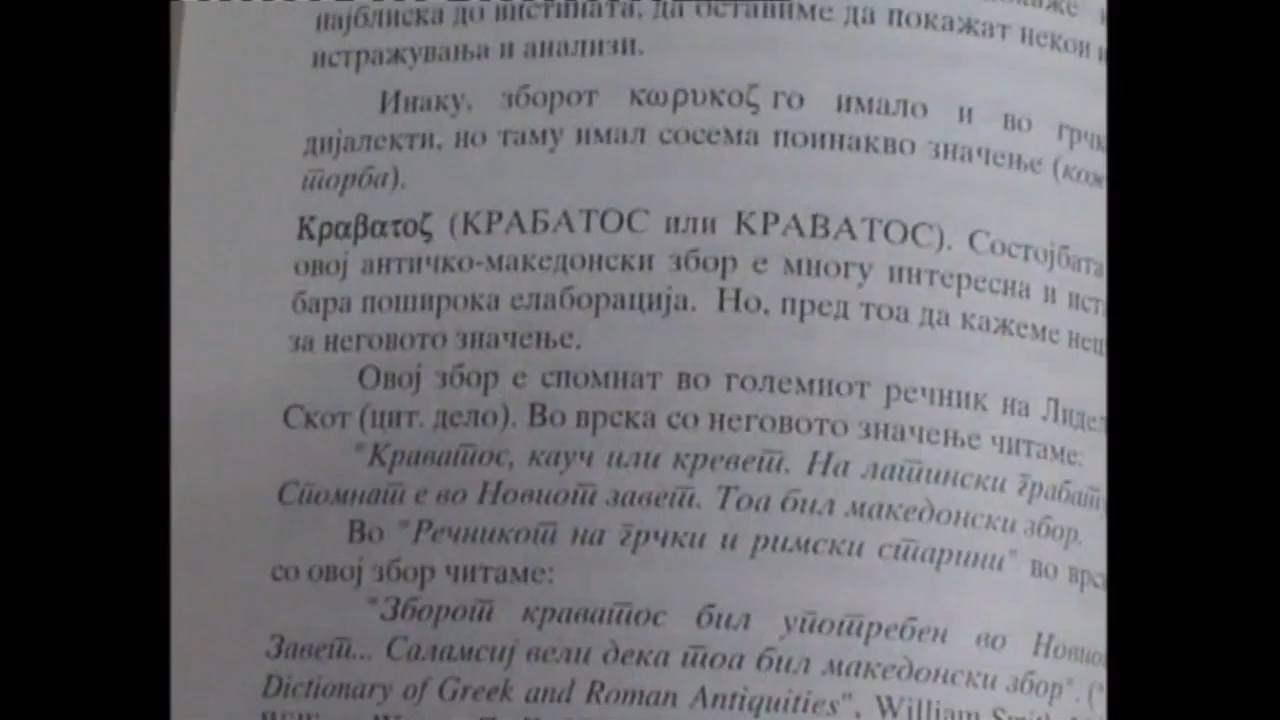 најблиска до вистината, да оставиме да покажат некои
истражувања и анализи.
Инаку, зборот κωρυκοζ го имало и во
дијалекти, но таму имал сосема поинакво значење
торба).
Κραβατοζ (КРАБАТОС или КРАВАТОС). Состојбата
овој античко-македонски збор е многу интересна и
бара поширока елаборација. Но, пред тоа да кажеме
за неговото значење.
Овој збор е спомнат во големиот речник на
Скот (цит. дело). Во врска со неговото значење читаме:
"Краватос, кауч или кревет. На латински
Спомнат е во Новиот завет. Тоа бил македонски збор.
Во "Речникот на грчки и римски старини" во
со овој збор читаме:
"Зборот краватос бил употребен во
Завет... Саламсиј вели дека тоа бил македонски збор". ("
Dictionary of Greek and Roman Antiquities", William